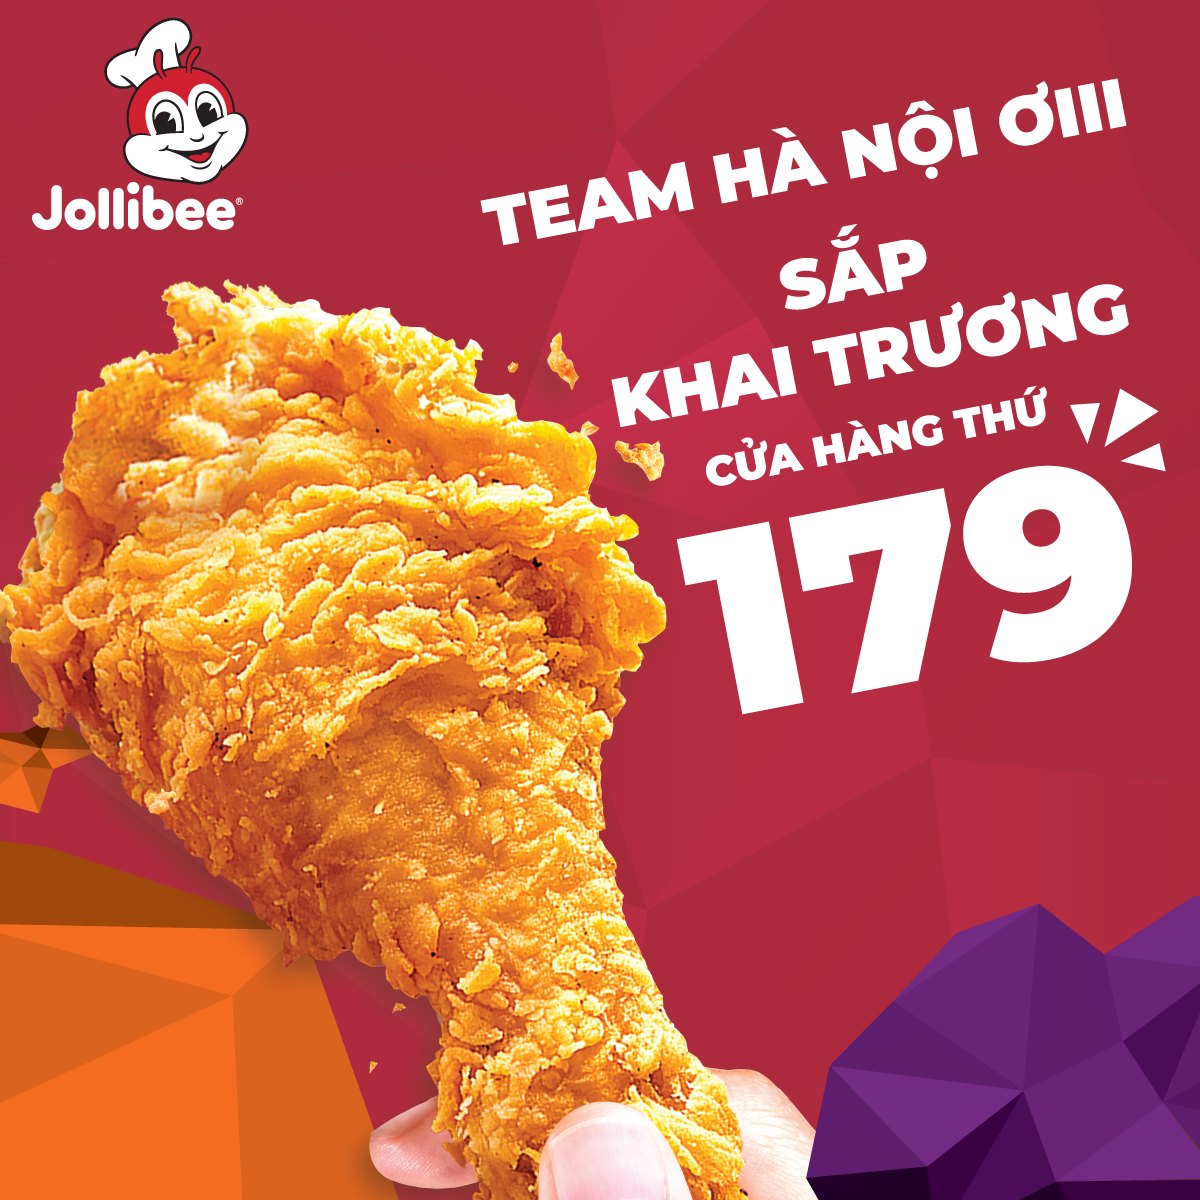 Jollibee®
TEAM HÀ NỘI ƠIII
SẮP
KHAI TRƯƠNG
CỬA HÀNG THỨ
179